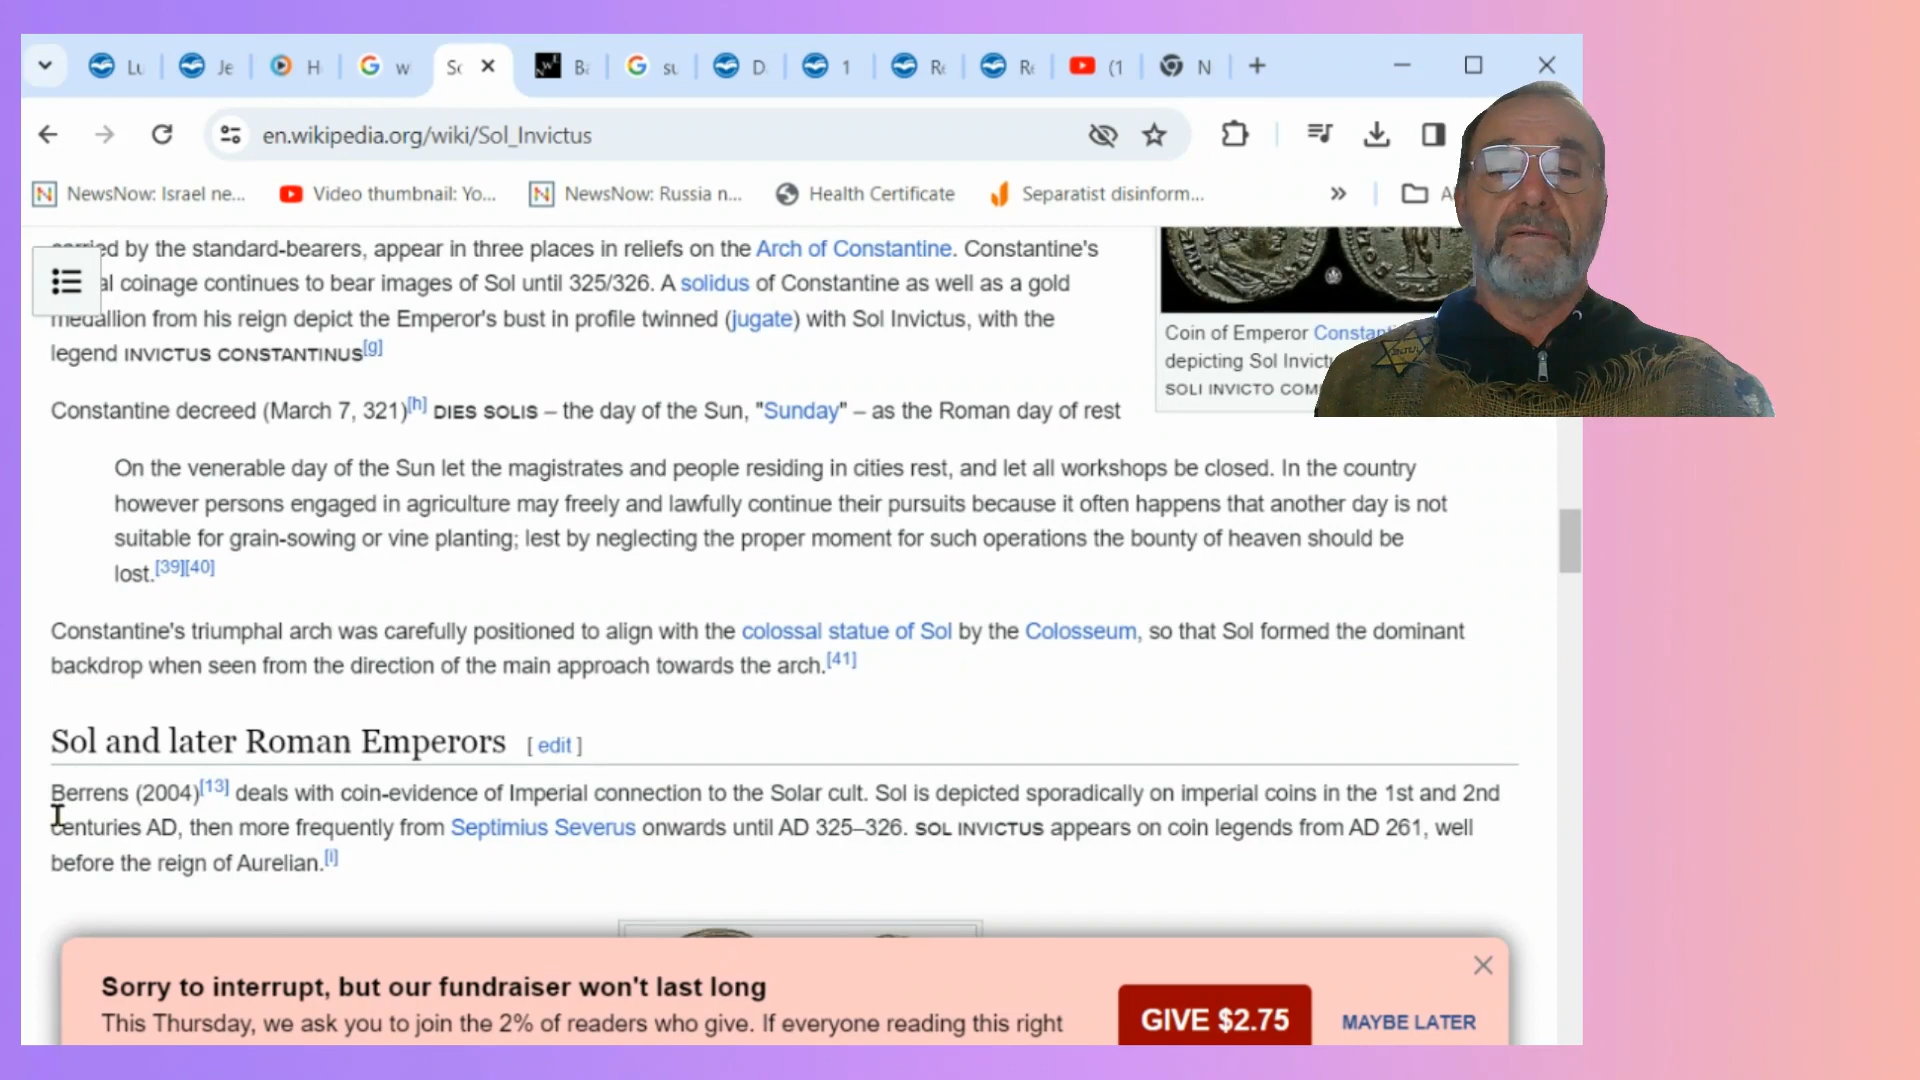 Lu
Je
H
w
So
Ba
su
D
1
Re
Re
(1
N
en.wikipedia.org/wiki/Sol_Invictus
NewsNow: Israel ne...
Video thumbnail: Yo...
NewsNow: Russia n...
Health Certificate
Separatist disinform...
»
carried by the standard-bearers, appear in three places in reliefs on the Arch of Constantine. Constantine's
al coinage continues to bear images of Sol until 325/326. A solidus of Constantine as well as a gold
medallion from his reign depict the Emperor's bust in profile twinned (jugate) with Sol Invictus, with the
legend INVICTUS CONSTANTINUS[g]
Coin of Emperor Constant
depicting Sol Invict
SOLI INVICTO COM
Constantine decreed (March 7, 321)[h] DIES SOLIS – the day of the Sun, "Sunday" – as the Roman day of rest
On the venerable day of the Sun let the magistrates and people residing in cities rest, and let all workshops be closed. In the country
however persons engaged in agriculture may freely and lawfully continue their pursuits because it often happens that another day is not
suitable for grain-sowing or vine planting; lest by neglecting the proper moment for such operations the bounty of heaven should be
lost.[39][40]
Constantine's triumphal arch was carefully positioned to align with the colossal statue of Sol by the Colosseum, so that Sol formed the dominant
backdrop when seen from the direction of the main approach towards the arch.[41]
Sol and later Roman Emperors [ edit ]
Berrens (2004)[13] deals with coin-evidence of Imperial connection to the Solar cult. Sol is depicted sporadically on imperial coins in the 1st and 2nd
centuries AD, then more frequently from Septimius Severus onwards until AD 325–326. SOL INVICTUS appears on coin legends from AD 261, well
before the reign of Aurelian.[i]
Sorry to interrupt, but our fundraiser won't last long
This Thursday, we ask you to join the 2% of readers who give. If everyone reading this right
GIVE $2.75
MAYBE LATER